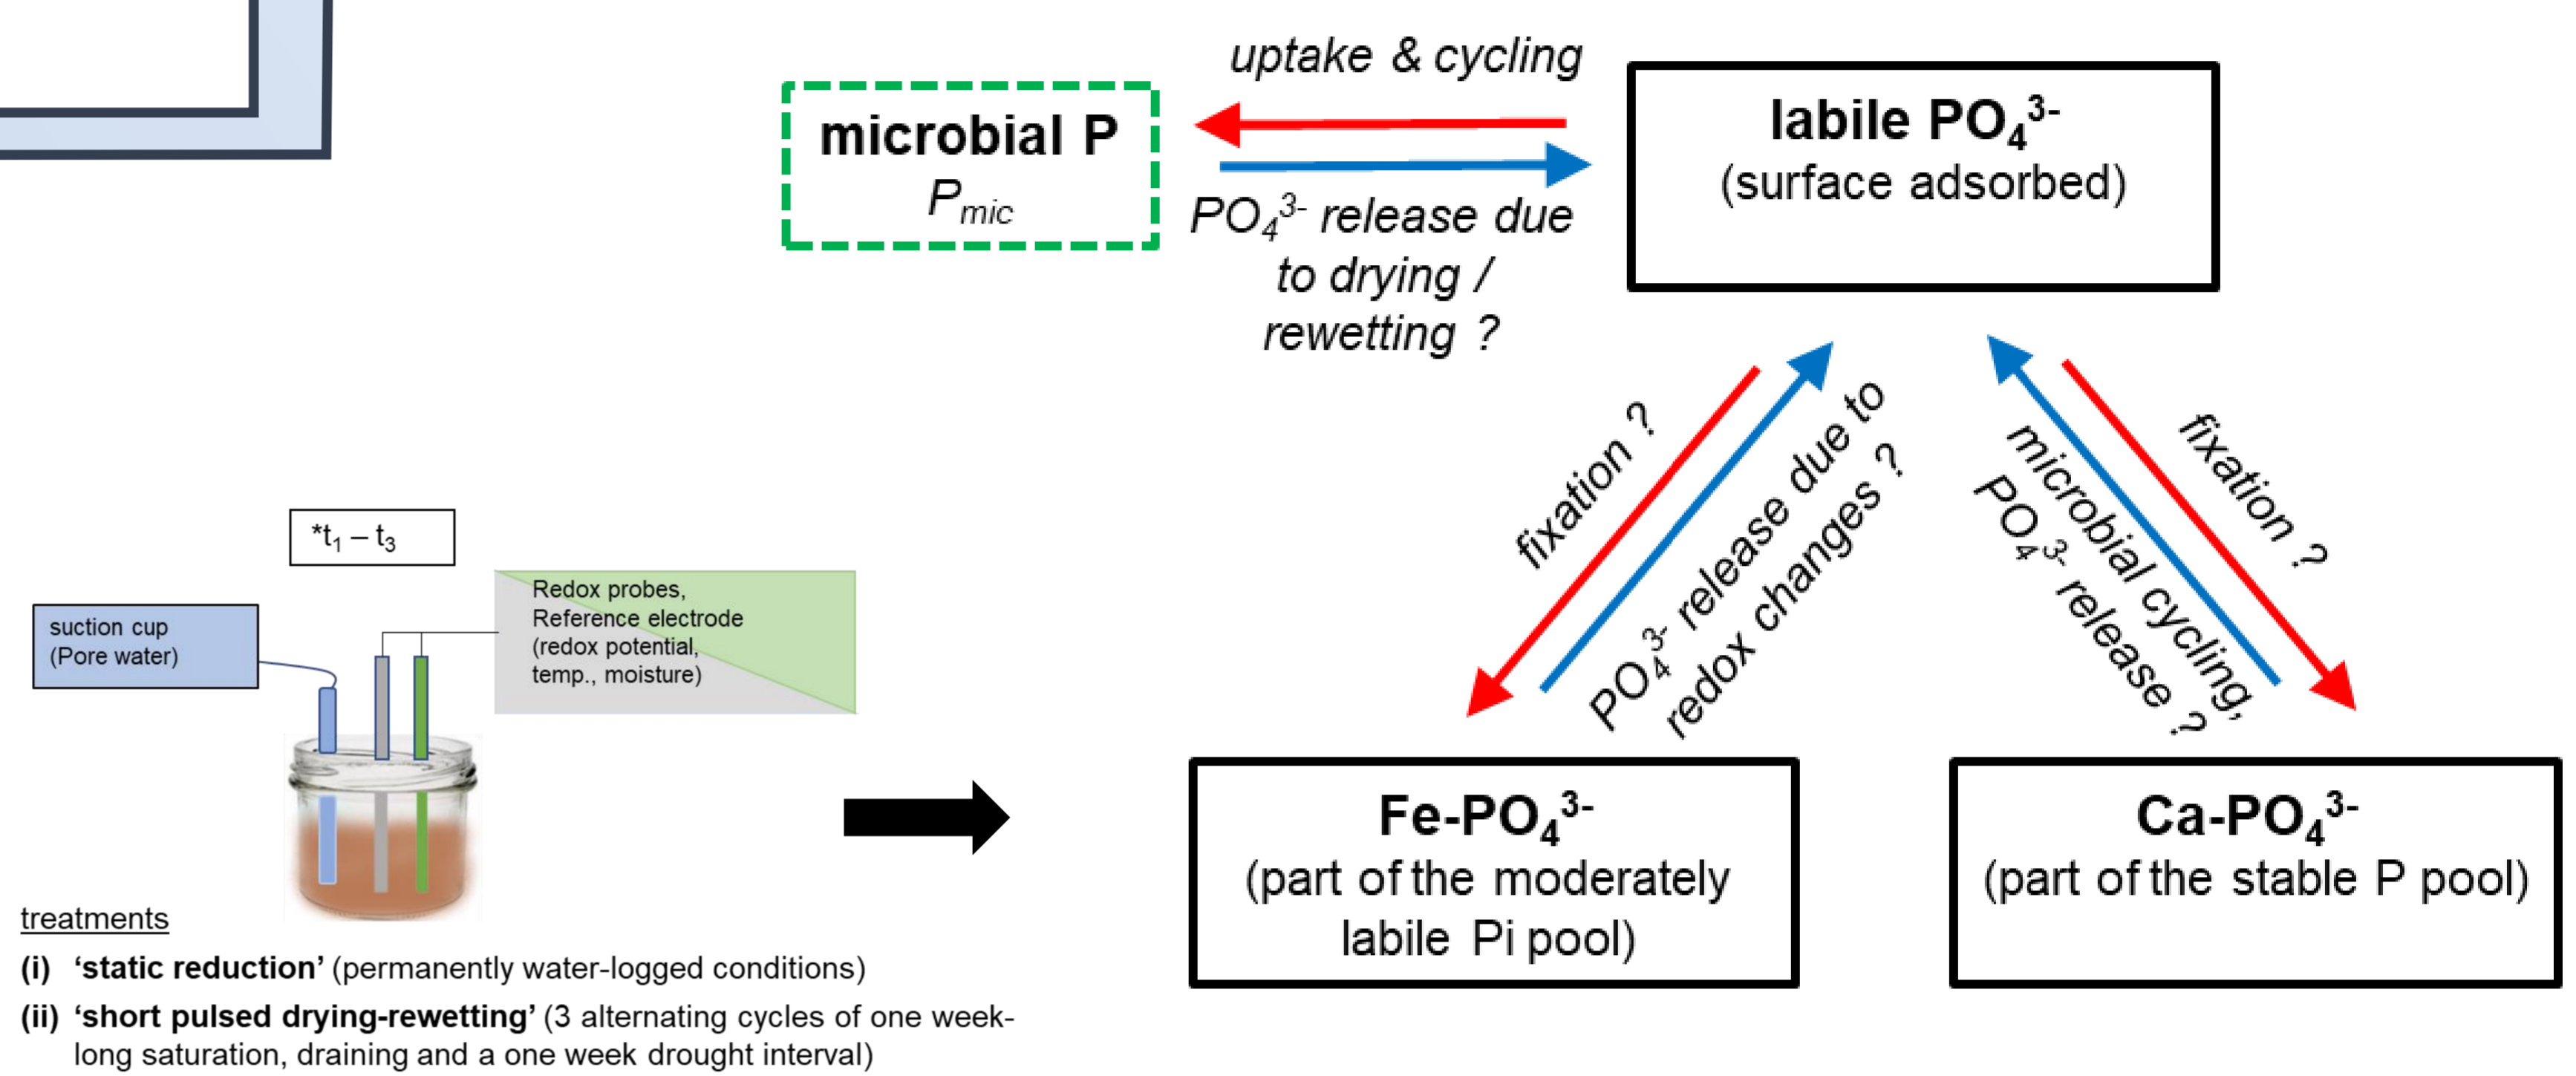 uptake & cycling
microbial P
P_mic
PO₄³⁻ release due
to drying /
rewetting ?
labile PO₄³⁻
(surface adsorbed)
fixation ?
PO₄³⁻ release due to
redox changes ?
microbial cycling,
PO₄³⁻ release ?
fixation ?
*t₁ – t₃
suction cup
(Pore water)
Redox probes,
Reference electrode
(redox potential,
temp., moisture)
Fe-PO₄³⁻
(part of the moderately
labile Pi pool)
Ca-PO₄³⁻
(part of the stable P pool)
treatments
(i) ‘static reduction’ (permanently water-logged conditions)
(ii) ‘short pulsed drying-rewetting’ (3 alternating cycles of one week-
long saturation, draining and a one week drought interval)